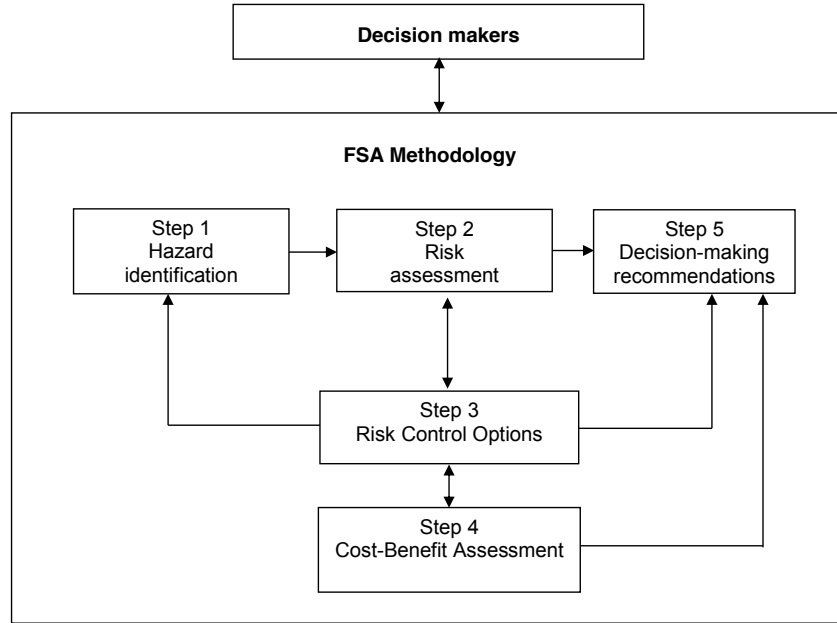 Decision makers
FSA Methodology
Step 1
Hazard
identification
Step 2
Risk
assessment
Step 5
Decision-making
recommendations
Step 3
Risk Control Options
Step 4
Cost-Benefit Assessment